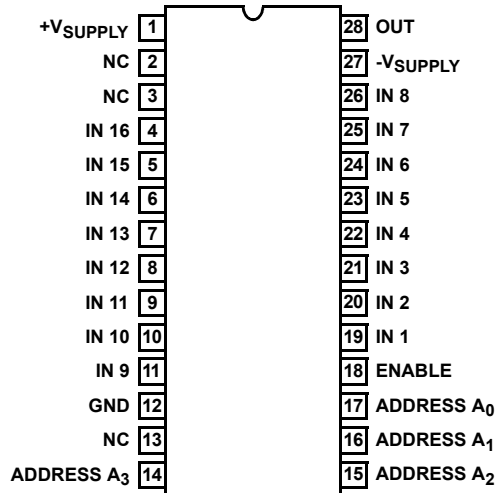 +VSUPPLY 1 28 OUT
NC 2 27 -VSUPPLY
NC 3 26 IN 8
IN 16 4 25 IN 7
IN 15 5 24 IN 6
IN 14 6 23 IN 5
IN 13 7 22 IN 4
IN 12 8 21 IN 3
IN 11 9 20 IN 2
IN 10 10 19 IN 1
IN 9 11 18 ENABLE
GND 12 17 ADDRESS A0
NC 13 16 ADDRESS A1
ADDRESS A3 14 15 ADDRESS A2